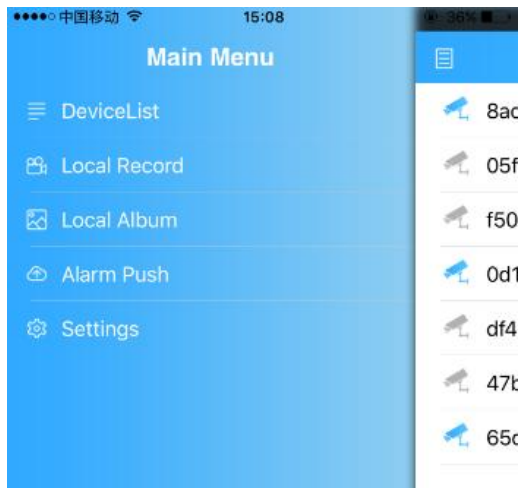 中国移动 15:08 36%
Main Menu
DeviceList
Local Record
Local Album
Alarm Push
Settings
8ac
05f
f50
0d1
df4
47b
65c